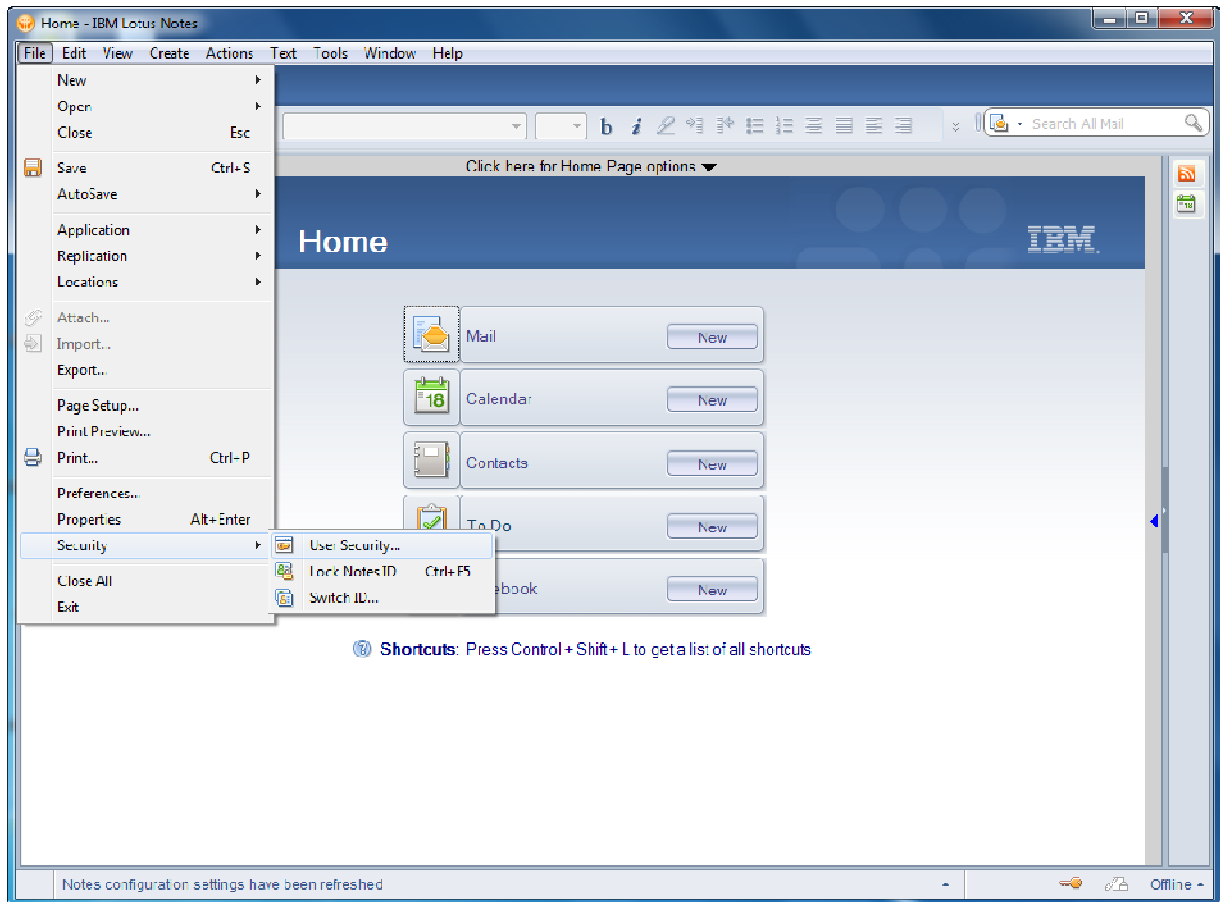 Home - IBM Lotus Notes
File Edit View Create Actions Text Tools Window Help
New
Open
Close Esc
Save Ctrl+S
AutoSave
Application
Replication
Locations
Attach...
Import...
Export...
Page Setup...
Print Preview...
Print... Ctrl+P
Preferences...
Properties Alt+Enter
Security
Close All
Exit
User Security...
Lock Notes ID Ctrl+F5
Switch ID...
b i
Search All Mail
Click here for Home Page options
18
Home
IBM
Mail New
18 Calendar New
Contacts New
To Do New
ebook New
Shortcuts: Press Control + Shift + L to get a list of all shortcuts
Notes configuration settings have been refreshed
Offline